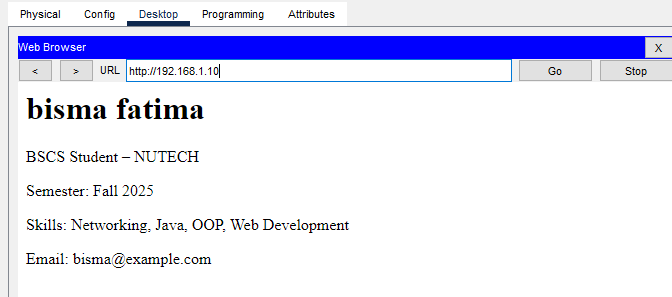 Physical Config Desktop Programming Attributes
Web Browser X
< > URL http://192.168.1.10 Go Stop
bisma fatima
BSCS Student – NUTECH
Semester: Fall 2025
Skills: Networking, Java, OOP, Web Development
Email: bisma@example.com